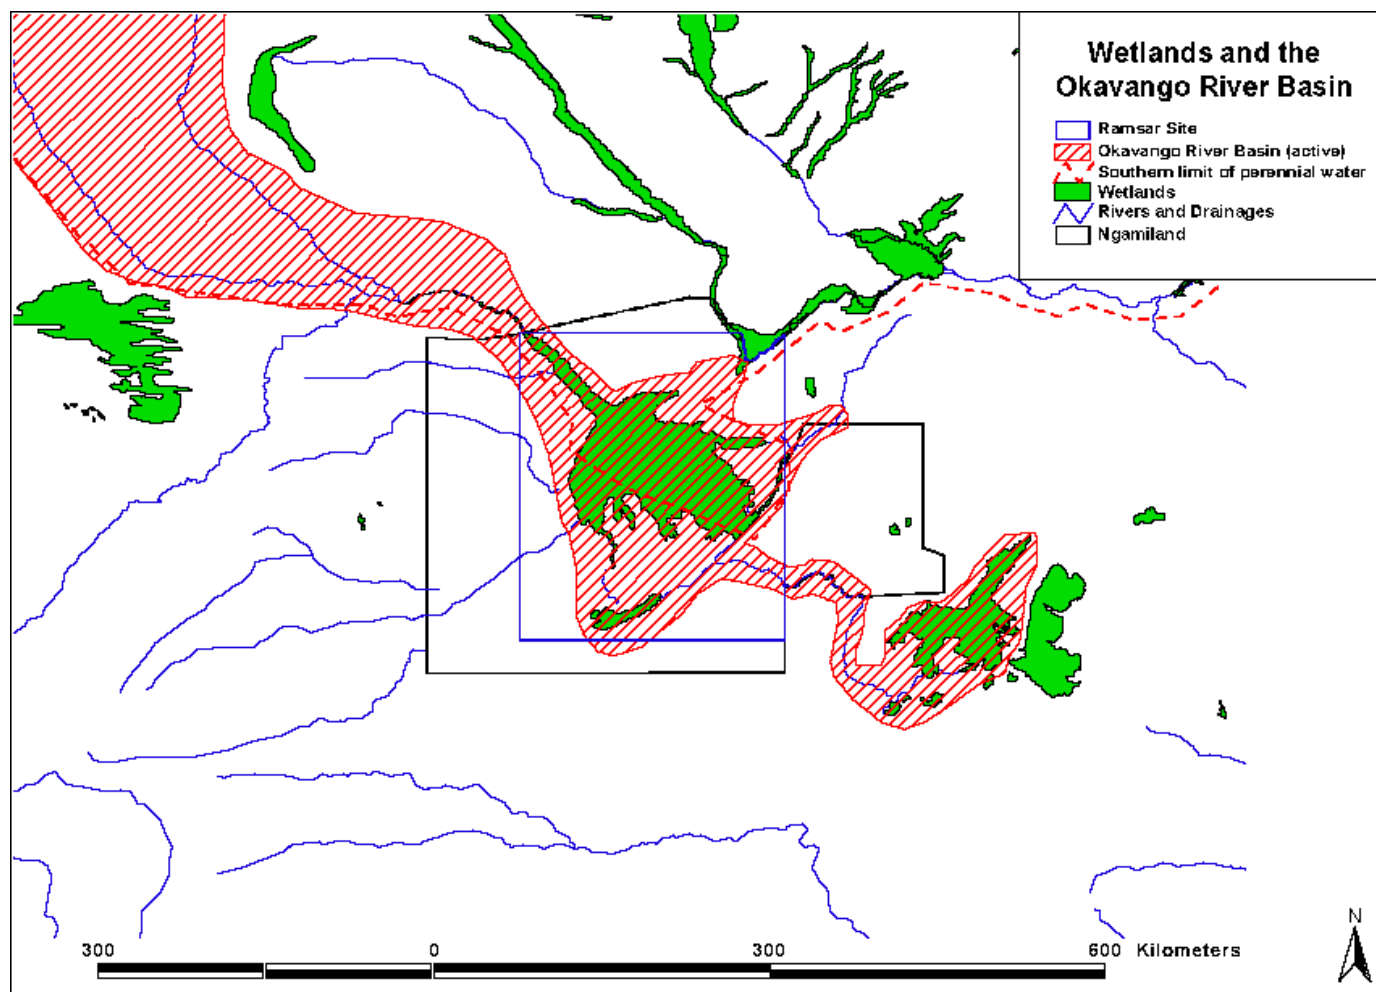 Wetlands and the
Okavango River Basin
Ramsar Site
Okavango River Basin (active)
Southern limit of perennial water
Wetlands
Rivers and Drainages
Ngamiland
N
300 0 300 600 Kilometers